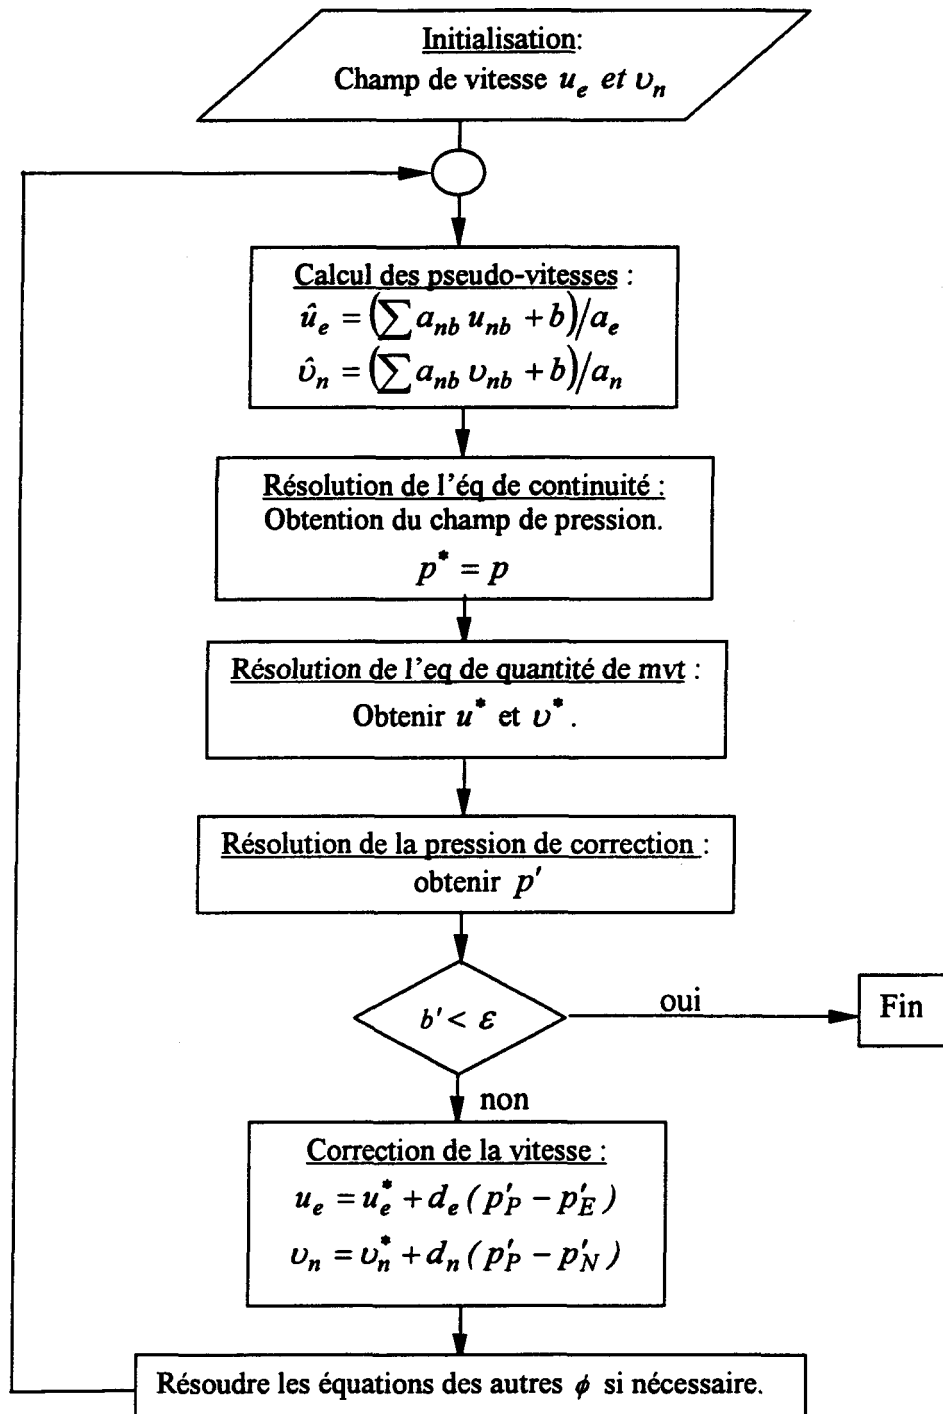 Initialisation:
Champ de vitesse u_e et υ_n
Calcul des pseudo-vitesses :
û_e = (∑ a_nb u_nb + b)/a_e
υ̂_n = (∑ a_nb υ_nb + b)/a_n
Résolution de l'éq de continuité :
Obtention du champ de pression.
p* = p
Résolution de l'eq de quantité de mvt :
Obtenir u* et υ* .
Résolution de la pression de correction :
obtenir p′
b′ < ε
oui
Fin
non
Correction de la vitesse :
u_e = u_e* + d_e ( p′_P − p′_E )
υ_n = υ_n* + d_n ( p′_P − p′_N )
Résoudre les équations des autres ϕ si nécessaire.